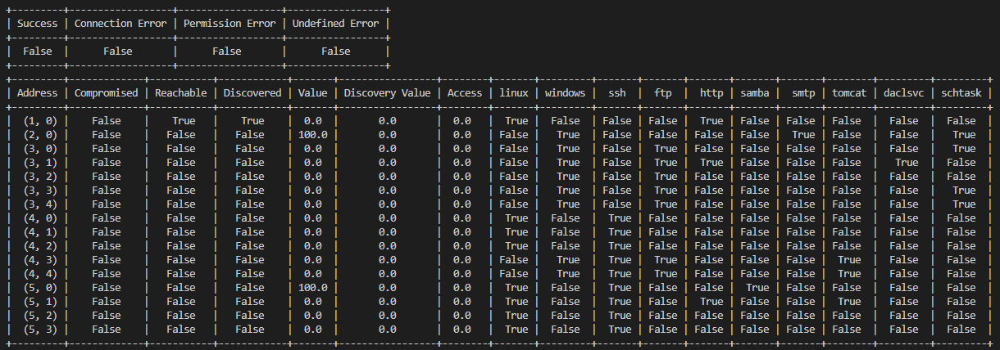 | Success | Connection Error | Permission Error | Undefined Error |
| False | False | False | False |
| Address | Compromised | Reachable | Discovered | Value | Discovery Value | Access | linux | windows | ssh | ftp | http | samba | smtp | tomcat | daclsvc | schtask |
| (1, 0) | False | True | True | 0.0 | 0.0 | 0.0 | True | False | False | False | True | False | False | False | False | False |
| (2, 0) | False | False | False | 100.0 | 0.0 | 0.0 | False | True | False | False | True | False | True | False | False | True |
| (3, 0) | False | False | False | 0.0 | 0.0 | 0.0 | False | True | False | True | False | False | False | False | False | True |
| (3, 1) | False | False | False | 0.0 | 0.0 | 0.0 | False | True | False | True | True | False | False | False | True | False |
| (3, 2) | False | False | False | 0.0 | 0.0 | 0.0 | False | True | False | True | False | False | False | False | False | False |
| (3, 3) | False | False | False | 0.0 | 0.0 | 0.0 | False | True | False | True | False | False | False | False | False | True |
| (3, 4) | False | False | False | 0.0 | 0.0 | 0.0 | False | True | False | True | False | False | False | False | False | True |
| (4, 0) | False | False | False | 0.0 | 0.0 | 0.0 | True | False | True | False | False | False | False | False | False | False |
| (4, 1) | False | False | False | 0.0 | 0.0 | 0.0 | True | False | True | False | False | False | False | False | False | False |
| (4, 2) | False | False | False | 0.0 | 0.0 | 0.0 | True | False | True | False | False | False | False | False | False | False |
| (4, 3) | False | False | False | 0.0 | 0.0 | 0.0 | False | True | True | False | False | False | False | True | False | False |
| (4, 4) | False | False | False | 0.0 | 0.0 | 0.0 | False | True | True | False | False | False | False | True | False | False |
| (5, 0) | False | False | False | 100.0 | 0.0 | 0.0 | True | False | True | False | False | True | False | False | False | False |
| (5, 1) | False | False | False | 0.0 | 0.0 | 0.0 | True | False | True | False | True | False | False | True | False | False |
| (5, 2) | False | False | False | 0.0 | 0.0 | 0.0 | True | False | True | False | False | False | False | False | False | False |
| (5, 3) | False | False | False | 0.0 | 0.0 | 0.0 | True | False | True | False | False | False | False | False | False | False |